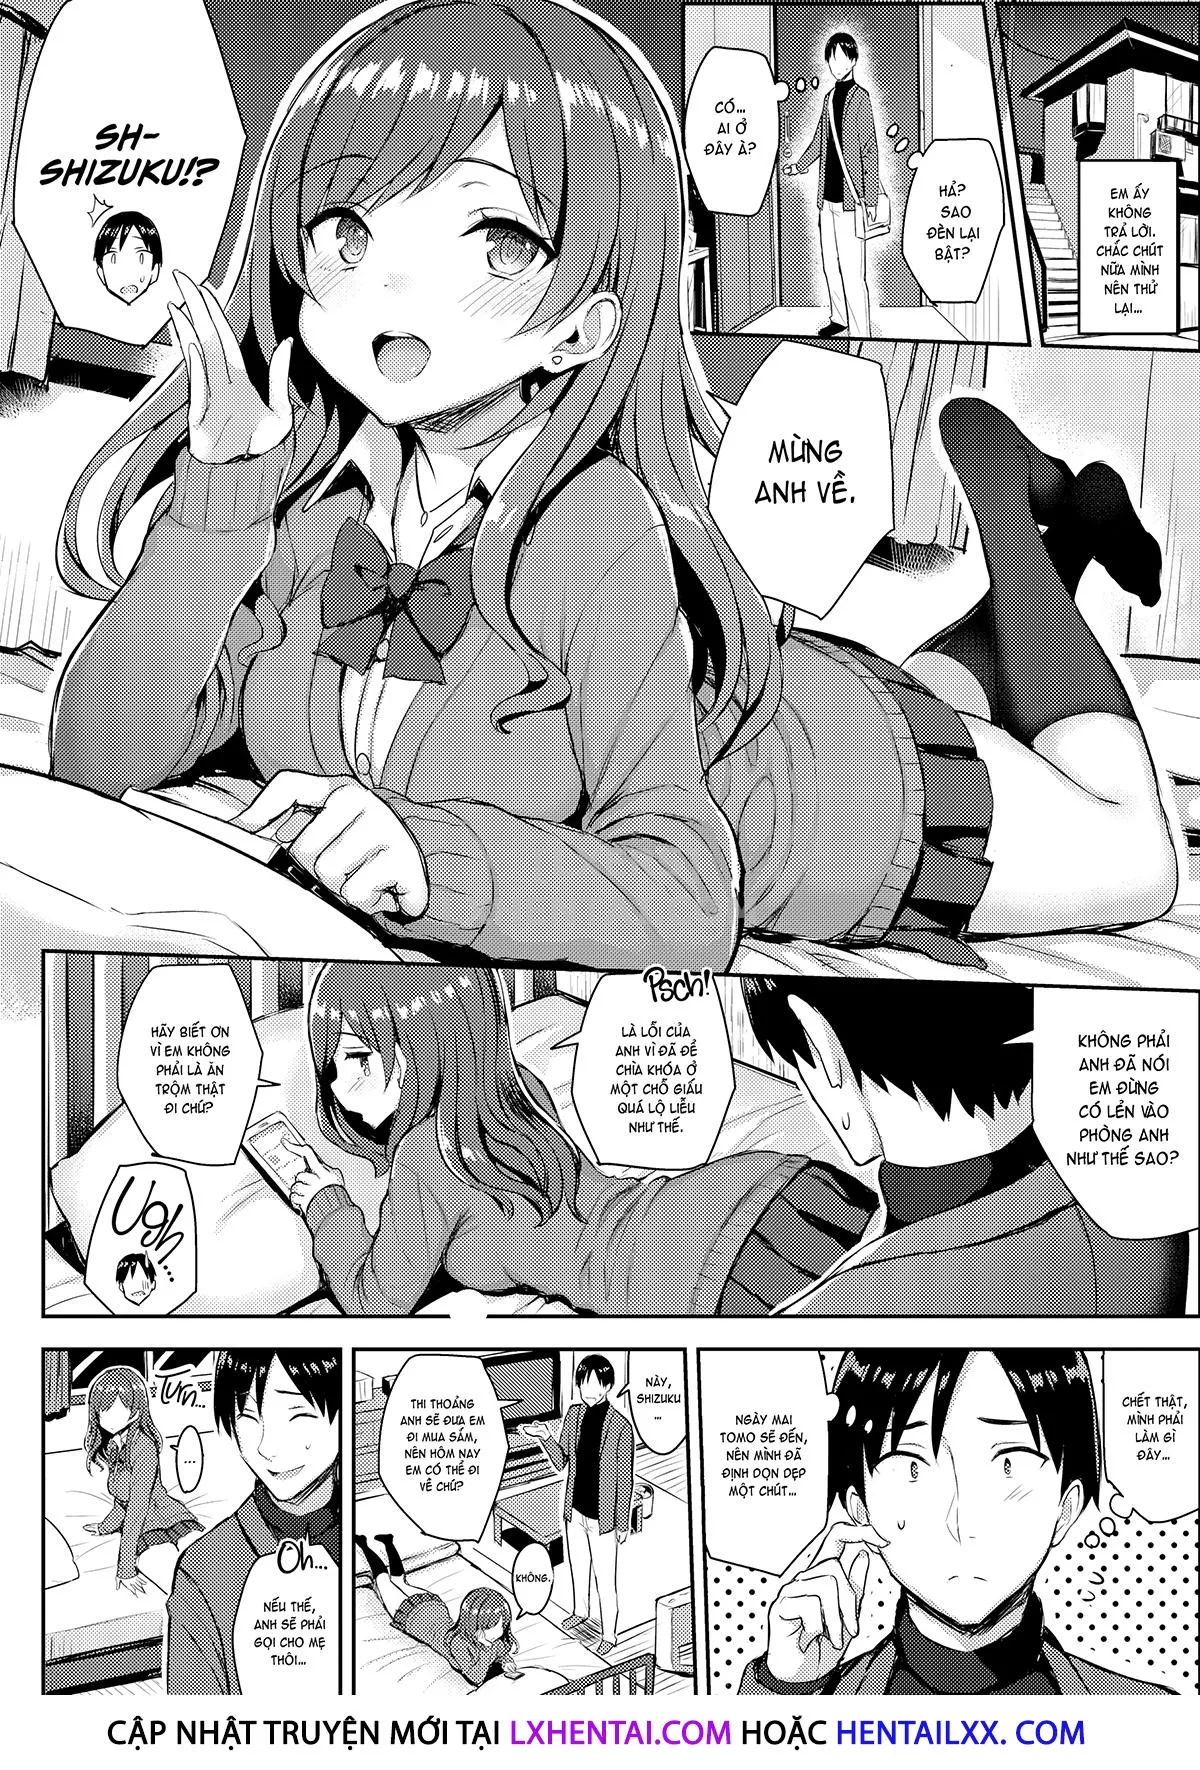 EM ẤY
KHÔNG
TRẢ LỜI.
CHẮC CHÚT
NỮA MÌNH
NÊN THỬ
LẠI...
HẢ?
SAO
ĐÈN LẠI
BẬT?
CÓ...
AI Ở
ĐÂY À?
MỪNG
ANH VỀ.
SH-
SHIZUKU!?
KHÔNG PHẢI
ANH ĐÃ NÓI
EM ĐỪNG
CÓ LẺN VÀO
PHÒNG ANH
NHƯ THẾ SAO?
Psch!
LÀ LỖI CỦA
ANH VÌ ĐÃ ĐỂ
CHÌA KHÓA Ở
MỘT CHỖ GIẤU
QUÁ LỘ LIỄU
NHƯ THẾ.
HÃY BIẾT ƠN
VÌ EM KHÔNG
PHẢI LÀ ĂN
TRỘM THẬT
ĐI CHỨ?
Ugh...
CHẾT THẬT,
MÌNH PHẢI
LÀM GÌ
ĐÂY...
NGÀY MAI
TOMO SẼ ĐẾN,
NÊN MÌNH ĐÃ
ĐỊNH DỌN DẸP
MỘT CHÚT...
NÀY,
SHIZUKU
...
THI THOẢNG
ANH SẼ ĐƯA EM
ĐI MUA SẮM,
NÊN HÔM NAY
EM CÓ THỂ ĐI
VỀ CHỨ?
KHÔNG.
Oh...
NẾU THẾ,
ANH SẼ PHẢI
GỌI CHO MẸ
THÔI...
Turn...
...
CẬP NHẬT TRUYỆN MỚI TẠI LXHENTAI.COM HOẶC HENTAILXX. COM